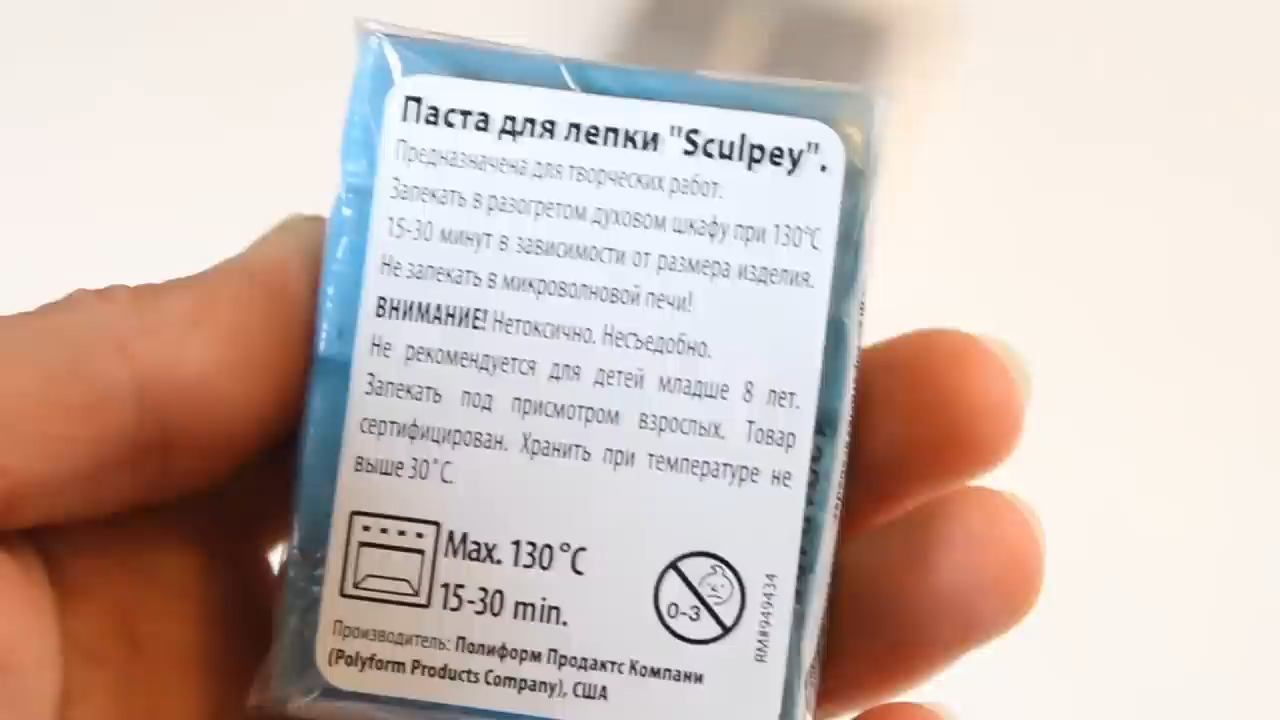 Паста для лепки "Sculpey".
Предназначена для творческих работ.
Запекать в разогретом духовом шкафу при 130°C
15-30 минут в зависимости от размера изделия.
Не запекать в микроволновой печи!
ВНИМАНИЕ! Нетоксично. Несъедобно.
Не рекомендуется для детей младше 8 лет.
Запекать под присмотром взрослых. Товар
сертифицирован. Хранить при температуре не
выше 30°C.
Max. 130°C
15-30 min.
0-3
RM#949434
Производитель: Полиформ Продактс Компани
(Polyform Products Company), США